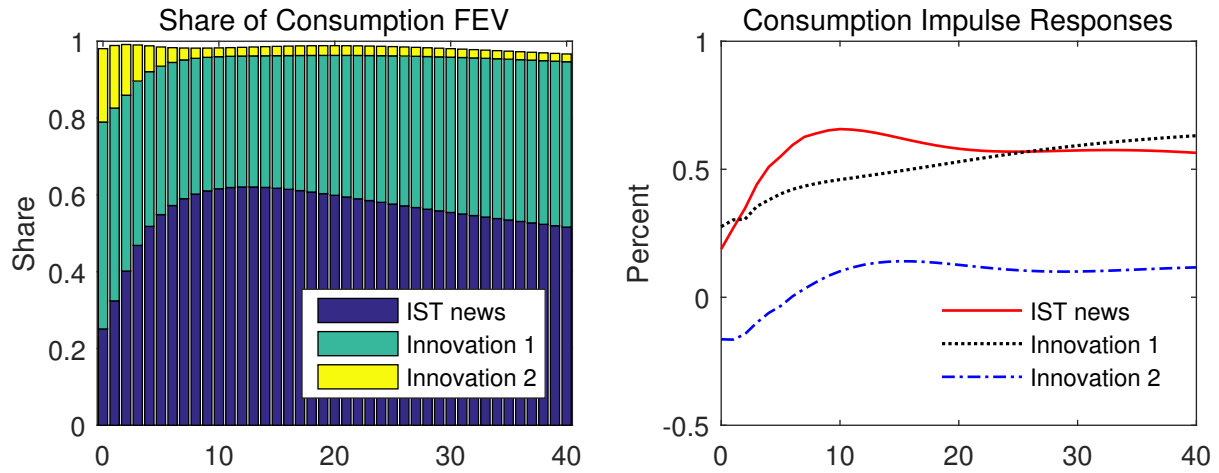 Share of Consumption FEV
1
0.8
0.6
0.4
0.2
0
Share
IST news
Innovation 1
Innovation 2
0
10
20
30
40
Consumption Impulse Responses
1
0.5
0
-0.5
Percent
IST news
Innovation 1
Innovation 2
0
10
20
30
40